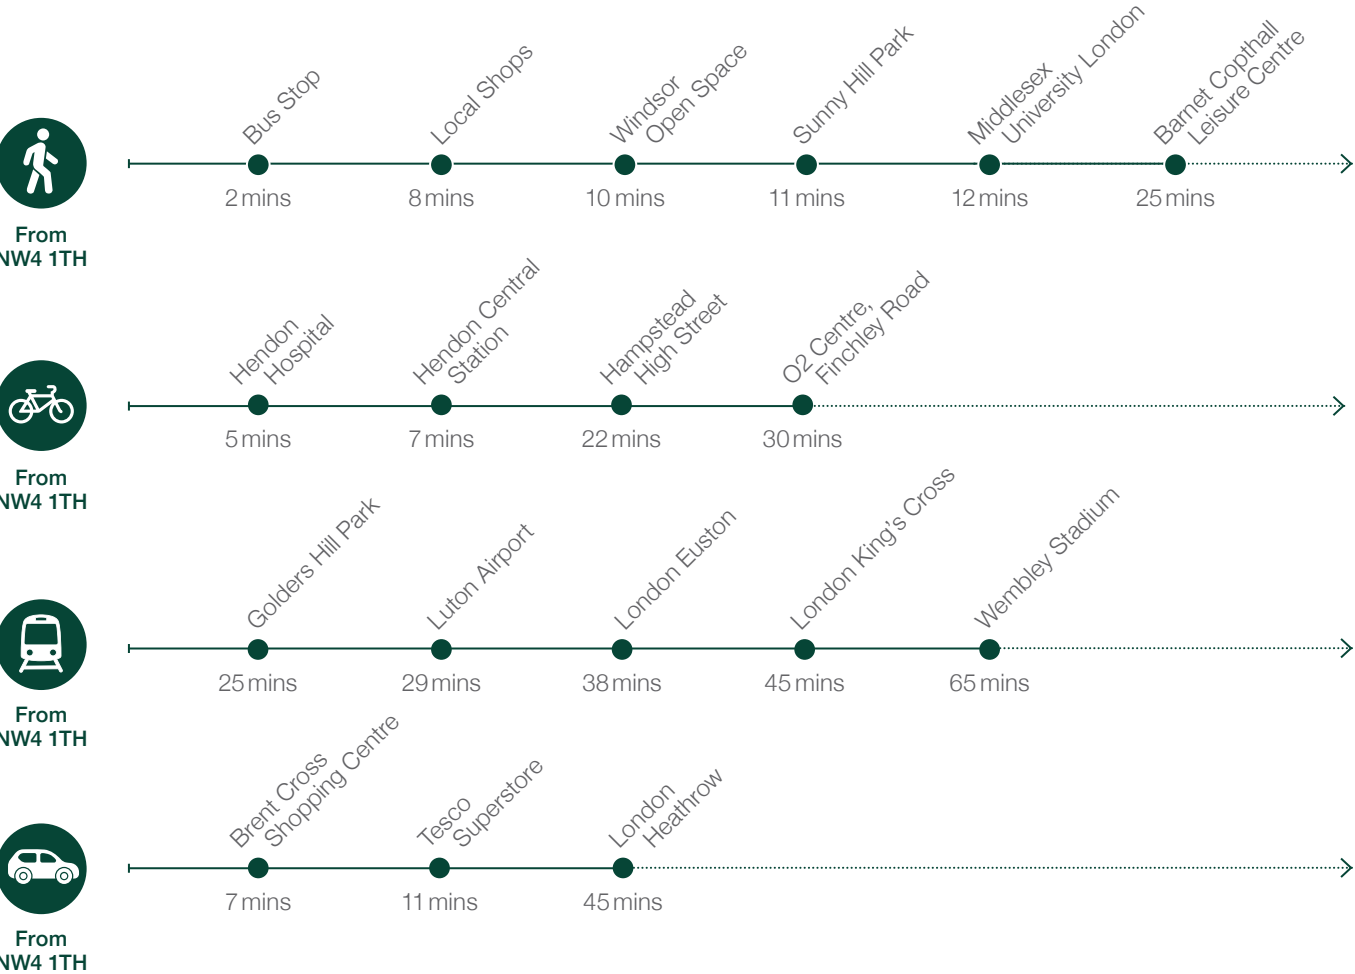 Bus Stop
Local Shops
Windsor
Open Space
Sunny Hill Park
Middlesex
University London
Barnet Copthall
Leisure Centre
2 mins
8 mins
10 mins
11 mins
12 mins
25 mins
From
NW4 1TH
Hendon
Hospital
Hendon Central
Station
Hampstead
High Street
O2 Centre,
Finchley Road
5 mins
7 mins
22 mins
30 mins
From
NW4 1TH
Golders Hill Park
Luton Airport
London Euston
London King's Cross
Wembley Stadium
25 mins
29 mins
38 mins
45 mins
65 mins
From
NW4 1TH
Brent Cross
Shopping Centre
Tesco
Superstore
London
Heathrow
7 mins
11 mins
45 mins
From
NW4 1TH